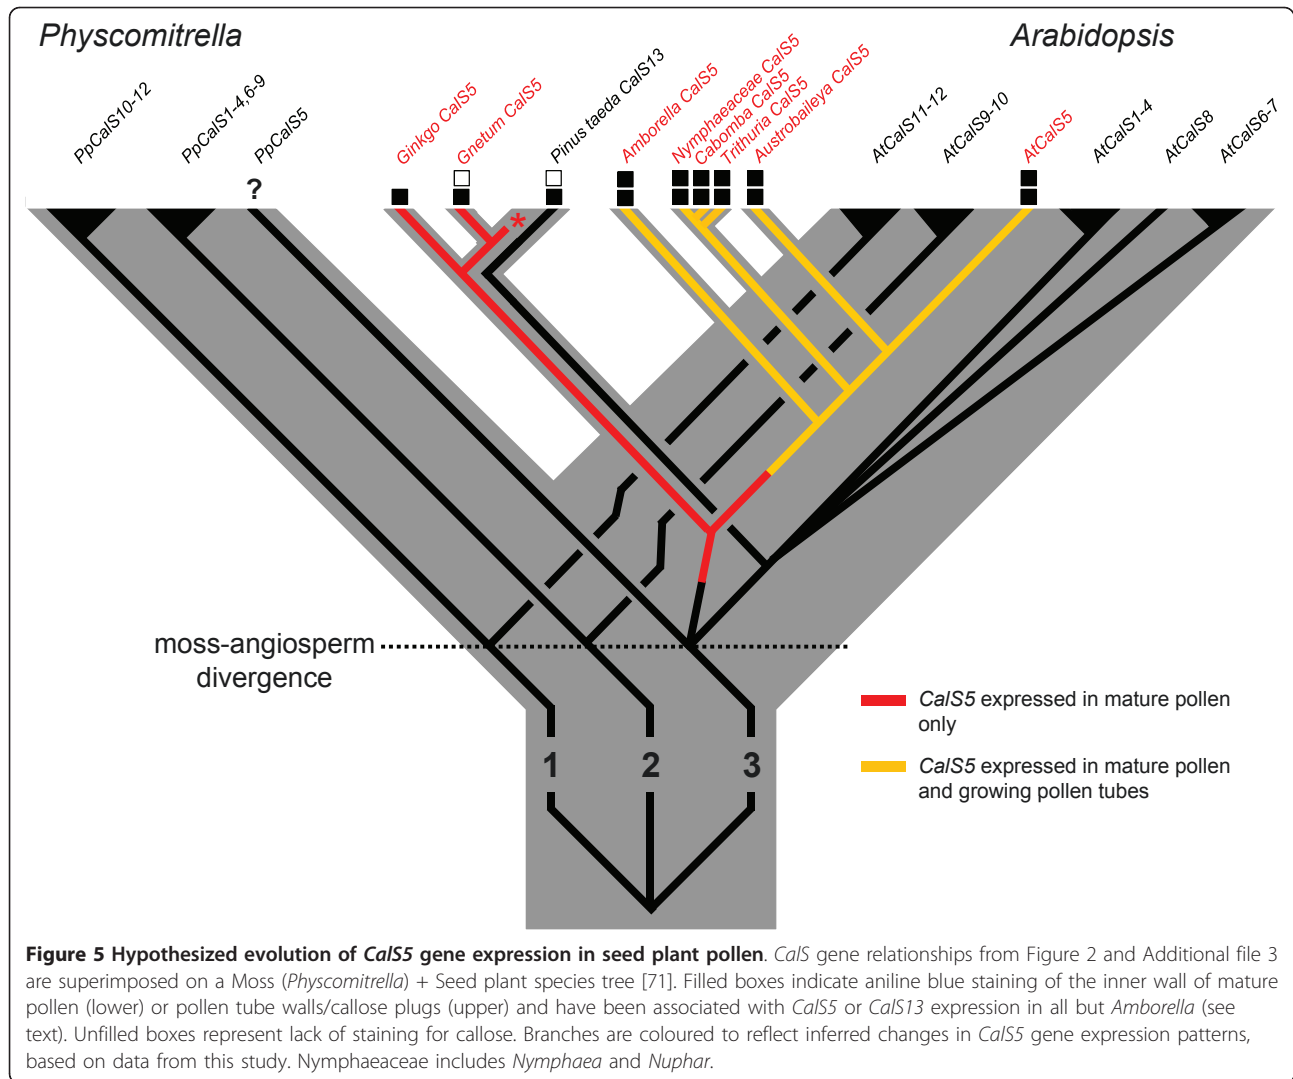 Physcomitrella
Arabidopsis
PpCalS10-12
PpCalS1-4,6-9
PpCalS5
Ginkgo CalS5
Gnetum CalS5
Pinus taeda CalS13
Amborella CalS5
Nymphaeaceae CalS5
Cabomba CalS5
Trithuria CalS5
Austrobaileya CalS5
AtCalS11-12
AtCalS9-10
AtCalS5
AtCalS1-4
AtCalS8
AtCalS6-7
?
*
moss-angiosperm
divergence
CalS5 expressed in mature pollen
only
CalS5 expressed in mature pollen
and growing pollen tubes
1 2 3
Figure 5 Hypothesized evolution of CalS5 gene expression in seed plant pollen. CalS gene relationships from Figure 2 and Additional file 3
are superimposed on a Moss (Physcomitrella) + Seed plant species tree [71]. Filled boxes indicate aniline blue staining of the inner wall of mature
pollen (lower) or pollen tube walls/callose plugs (upper) and have been associated with CalS5 or CalS13 expression in all but Amborella (see
text). Unfilled boxes represent lack of staining for callose. Branches are coloured to reflect inferred changes in CalS5 gene expression patterns,
based on data from this study. Nymphaeaceae includes Nymphaea and Nuphar.